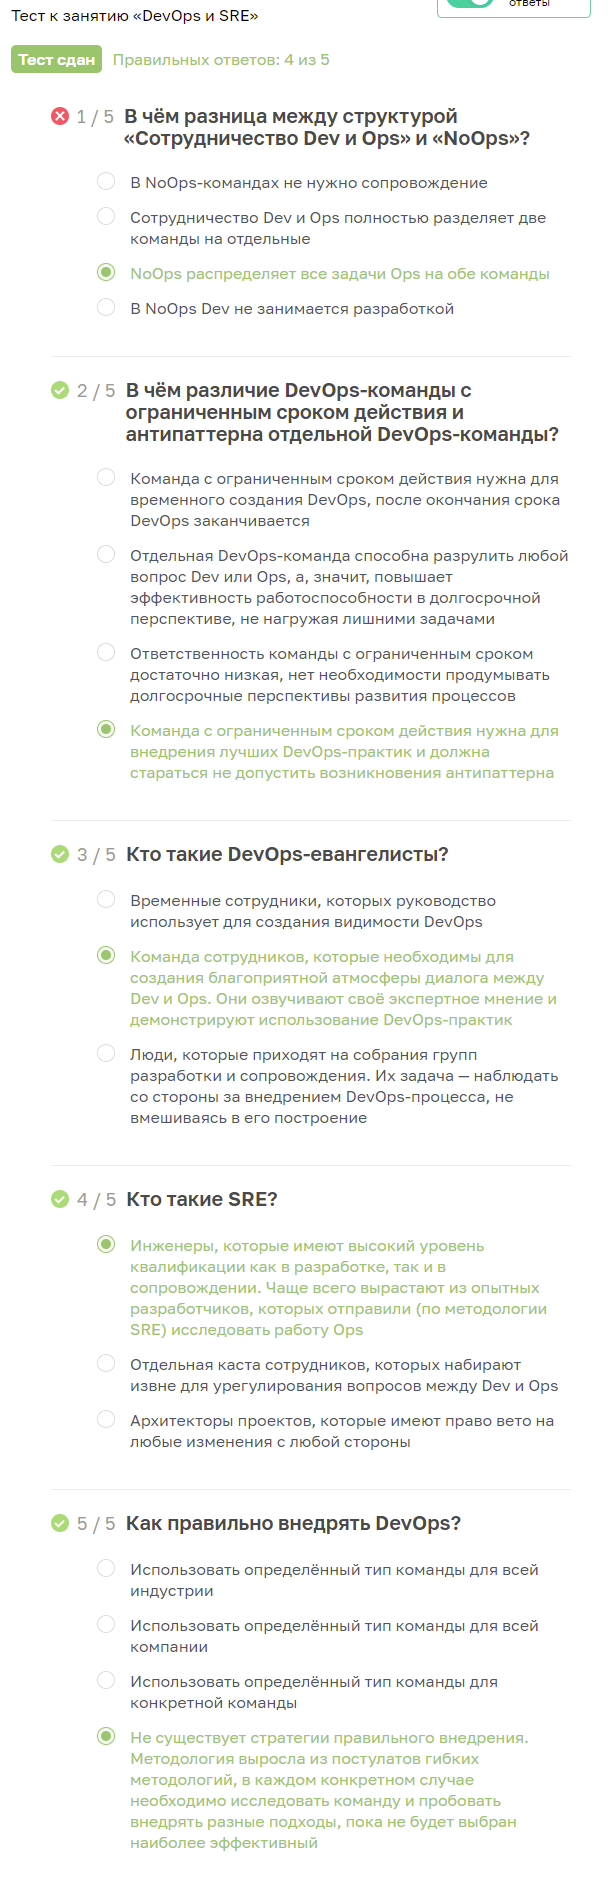 ответы
Тест к занятию «DevOps и SRE»
Тест сдан Правильных ответов: 4 из 5
1 / 5 В чём разница между структурой
«Сотрудничество Dev и Ops» и «NoOps»?
В NoOps-командах не нужно сопровождение
Сотрудничество Dev и Ops полностью разделяет две
команды на отдельные
NoOps распределяет все задачи Ops на обе команды
В NoOps Dev не занимается разработкой
2 / 5 В чём различие DevOps-команды с
ограниченным сроком действия и
антипаттерна отдельной DevOps-команды?
Команда с ограниченным сроком действия нужна для
временного создания DevOps, после окончания срока
DevOps заканчивается
Отдельная DevOps-команда способна разрулить любой
вопрос Dev или Ops, а, значит, повышает
эффективность работоспособности в долгосрочной
перспективе, не нагружая лишними задачами
Ответственность команды с ограниченным сроком
достаточно низкая, нет необходимости продумывать
долгосрочные перспективы развития процессов
Команда с ограниченным сроком действия нужна для
внедрения лучших DevOps-практик и должна
стараться не допустить возникновения антипаттерна
3 / 5 Кто такие DevOps-евангелисты?
Временные сотрудники, которых руководство
использует для создания видимости DevOps
Команда сотрудников, которые необходимы для
создания благоприятной атмосферы диалога между
Dev и Ops. Они озвучивают своё экспертное мнение и
демонстрируют использование DevOps-практик
Люди, которые приходят на собрания групп
разработки и сопровождения. Их задача — наблюдать
со стороны за внедрением DevOps-процесса, не
вмешиваясь в его построение
4 / 5 Кто такие SRE?
Инженеры, которые имеют высокий уровень
квалификации как в разработке, так и в
сопровождении. Чаще всего вырастают из опытных
разработчиков, которых отправили (по методологии
SRE) исследовать работу Ops
Отдельная каста сотрудников, которых набирают
извне для урегулирования вопросов между Dev и Ops
Архитекторы проектов, которые имеют право вето на
любые изменения с любой стороны
5 / 5 Как правильно внедрять DevOps?
Использовать определённый тип команды для всей
индустрии
Использовать определённый тип команды для всей
компании
Использовать определённый тип команды для
конкретной команды
Не существует стратегии правильного внедрения.
Методология выросла из постулатов гибких
методологий, в каждом конкретном случае
необходимо исследовать команду и пробовать
внедрять разные подходы, пока не будет выбран
наиболее эффективный